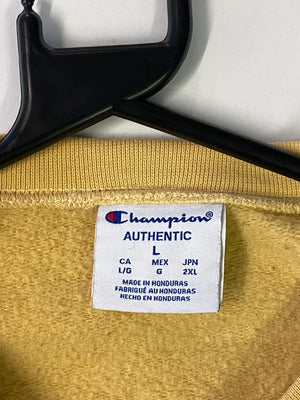 Champion®
AUTHENTIC
L
CA MEX JPN
L/G G 2XL
MADE IN HONDURAS
FABRIQUÉ AU HONDURAS
HECHO EN HONDURAS